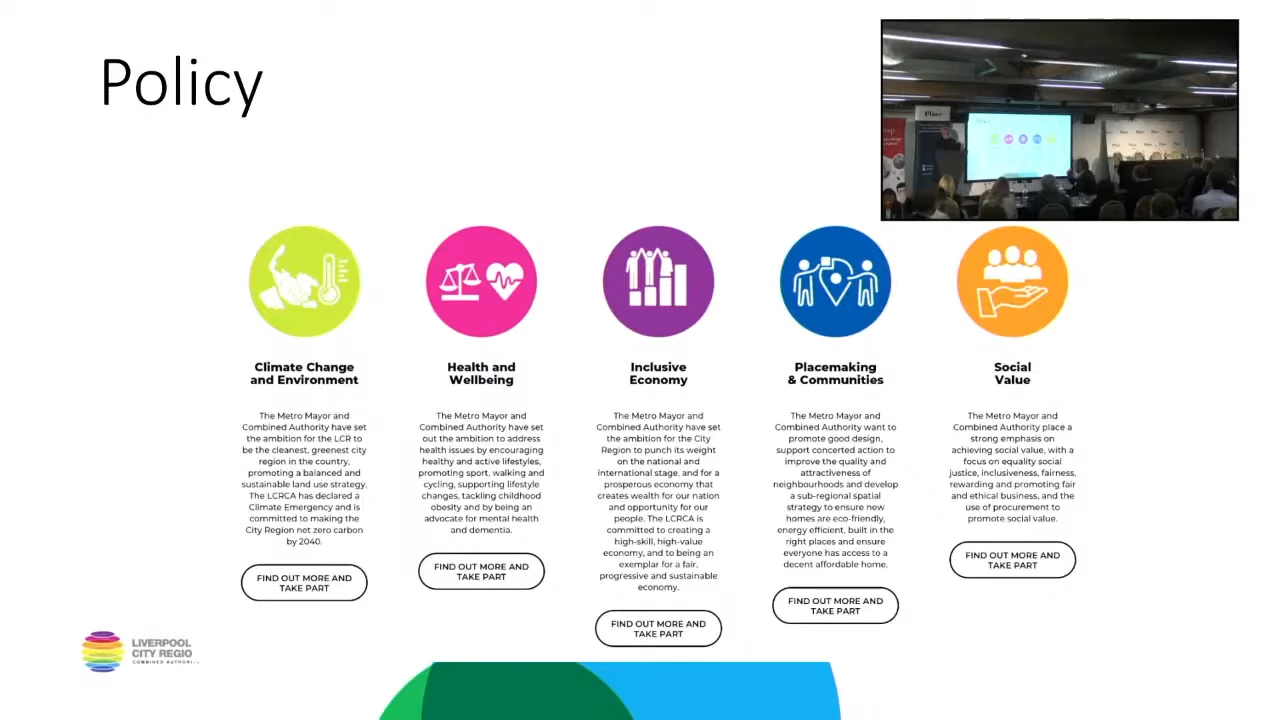 Policy
Place
Climate Change
and Environment
The Metro Mayor and
Combined Authority have set
the ambition for the LCR to
be the cleanest, greenest city
region in the country,
promoting a balanced and
sustainable land use strategy.
The LCRCA has declared a
Climate Emergency and is
committed to making the
City Region net zero carbon
by 2040.
FIND OUT MORE AND
TAKE PART
Health and
Wellbeing
The Metro Mayor and
Combined Authority have set
out the ambition to address
health issues by encouraging
healthy and active lifestyles,
promoting sport, walking and
cycling, supporting lifestyle
changes, tackling childhood
obesity and by being an
advocate for mental health
and dementia.
FIND OUT MORE AND
TAKE PART
Inclusive
Economy
The Metro Mayor and
Combined Authority have set
the ambition for the City
Region to punch its weight
on the national and
international stage, and for a
prosperous economy that
creates wealth for our nation
and opportunity for our
people. The LCRCA is
committed to creating a
high-skill, high-value
economy, and to being an
exemplar for a fair,
progressive and sustainable
economy.
FIND OUT MORE AND
TAKE PART
Placemaking
& Communities
The Metro Mayor and
Combined Authority want to
promote good design,
support concerted action to
improve the quality and
attractiveness of
neighbourhoods and develop
a sub-regional spatial
strategy to ensure new
homes are eco-friendly,
energy efficient, built in the
right places and ensure
everyone has access to a
decent affordable home.
FIND OUT MORE AND
TAKE PART
Social
Value
The Metro Mayor and
Combined Authority place a
strong emphasis on
achieving social value, with a
focus on equality social
justice, inclusiveness, fairness,
rewarding and promoting fair
and ethical business, and the
use of procurement to
promote social value.
FIND OUT MORE AND
TAKE PART
LIVERPOOL
CITY REGIO
COMBINED AUTHORI